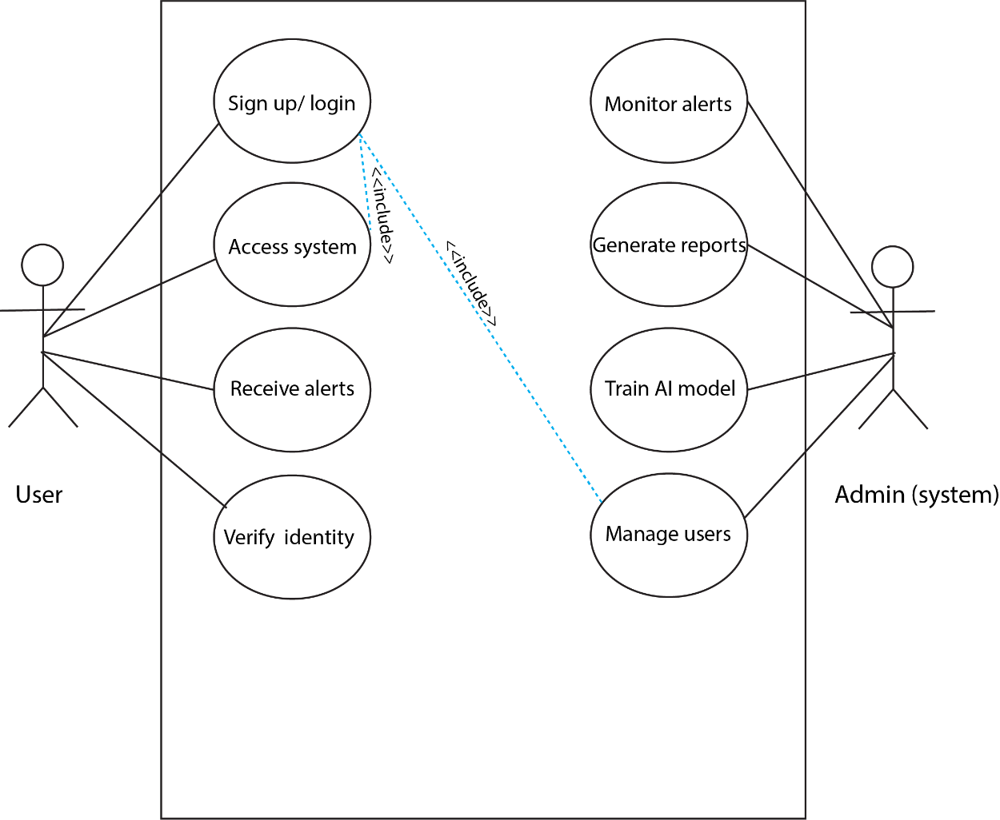 Sign up/ login
Monitor alerts
<<include>>
Access system
Generate reports
<<include>>
Receive alerts
Train AI model
User
Admin (system)
Verify  identity
Manage users